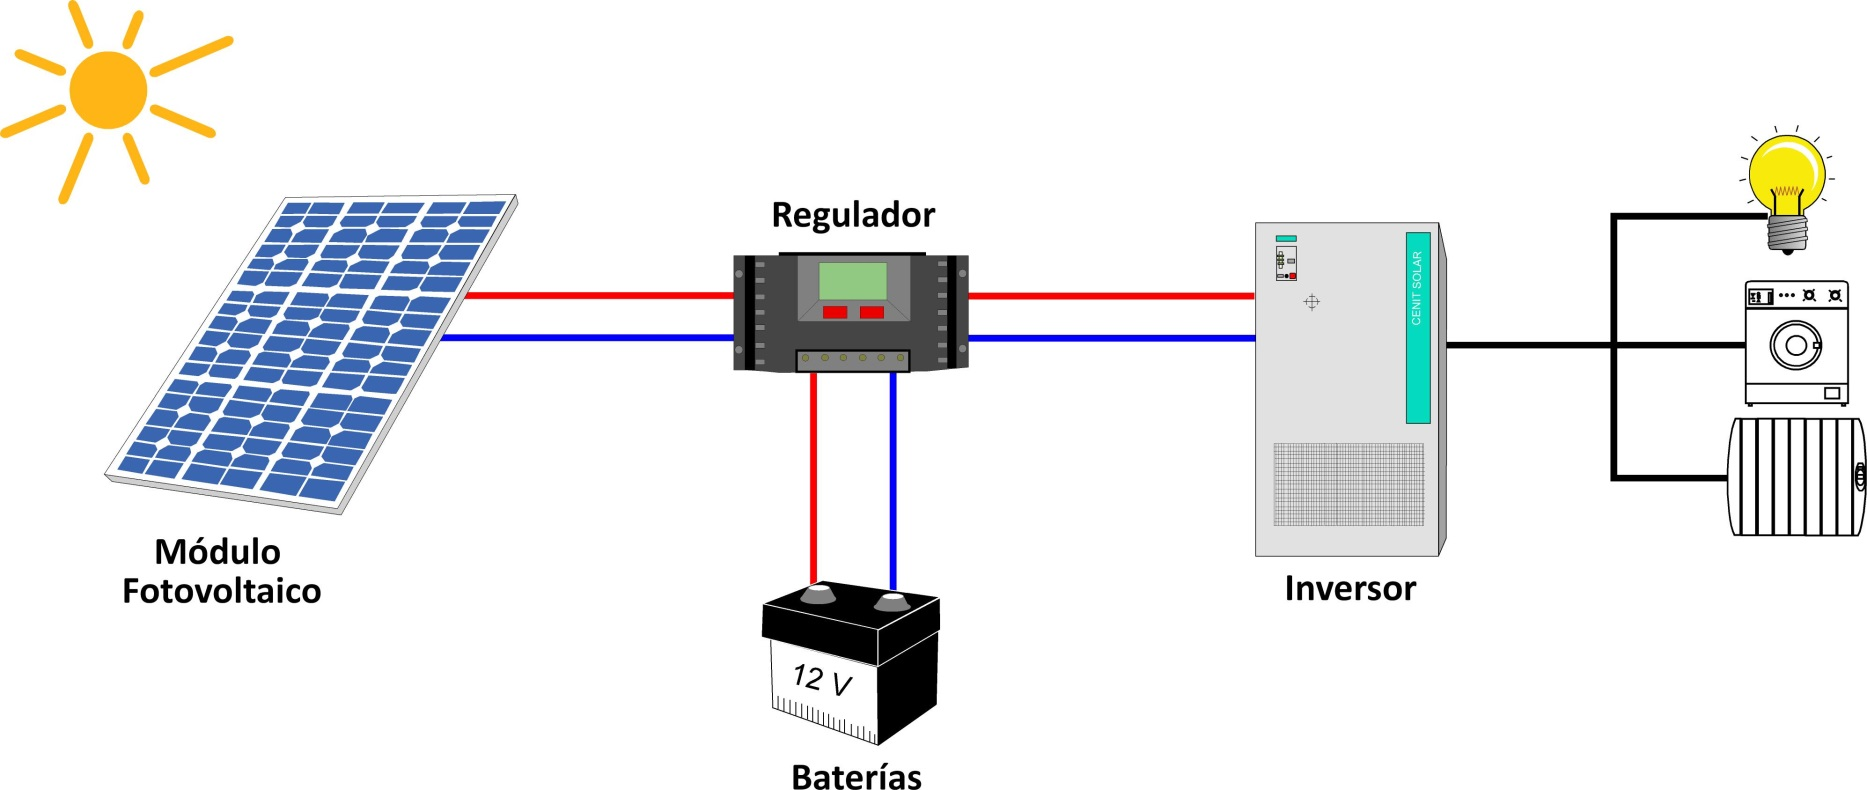 Regulador
CENIT SOLAR
Módulo
Fotovoltaico
Inversor
12 V
Baterías